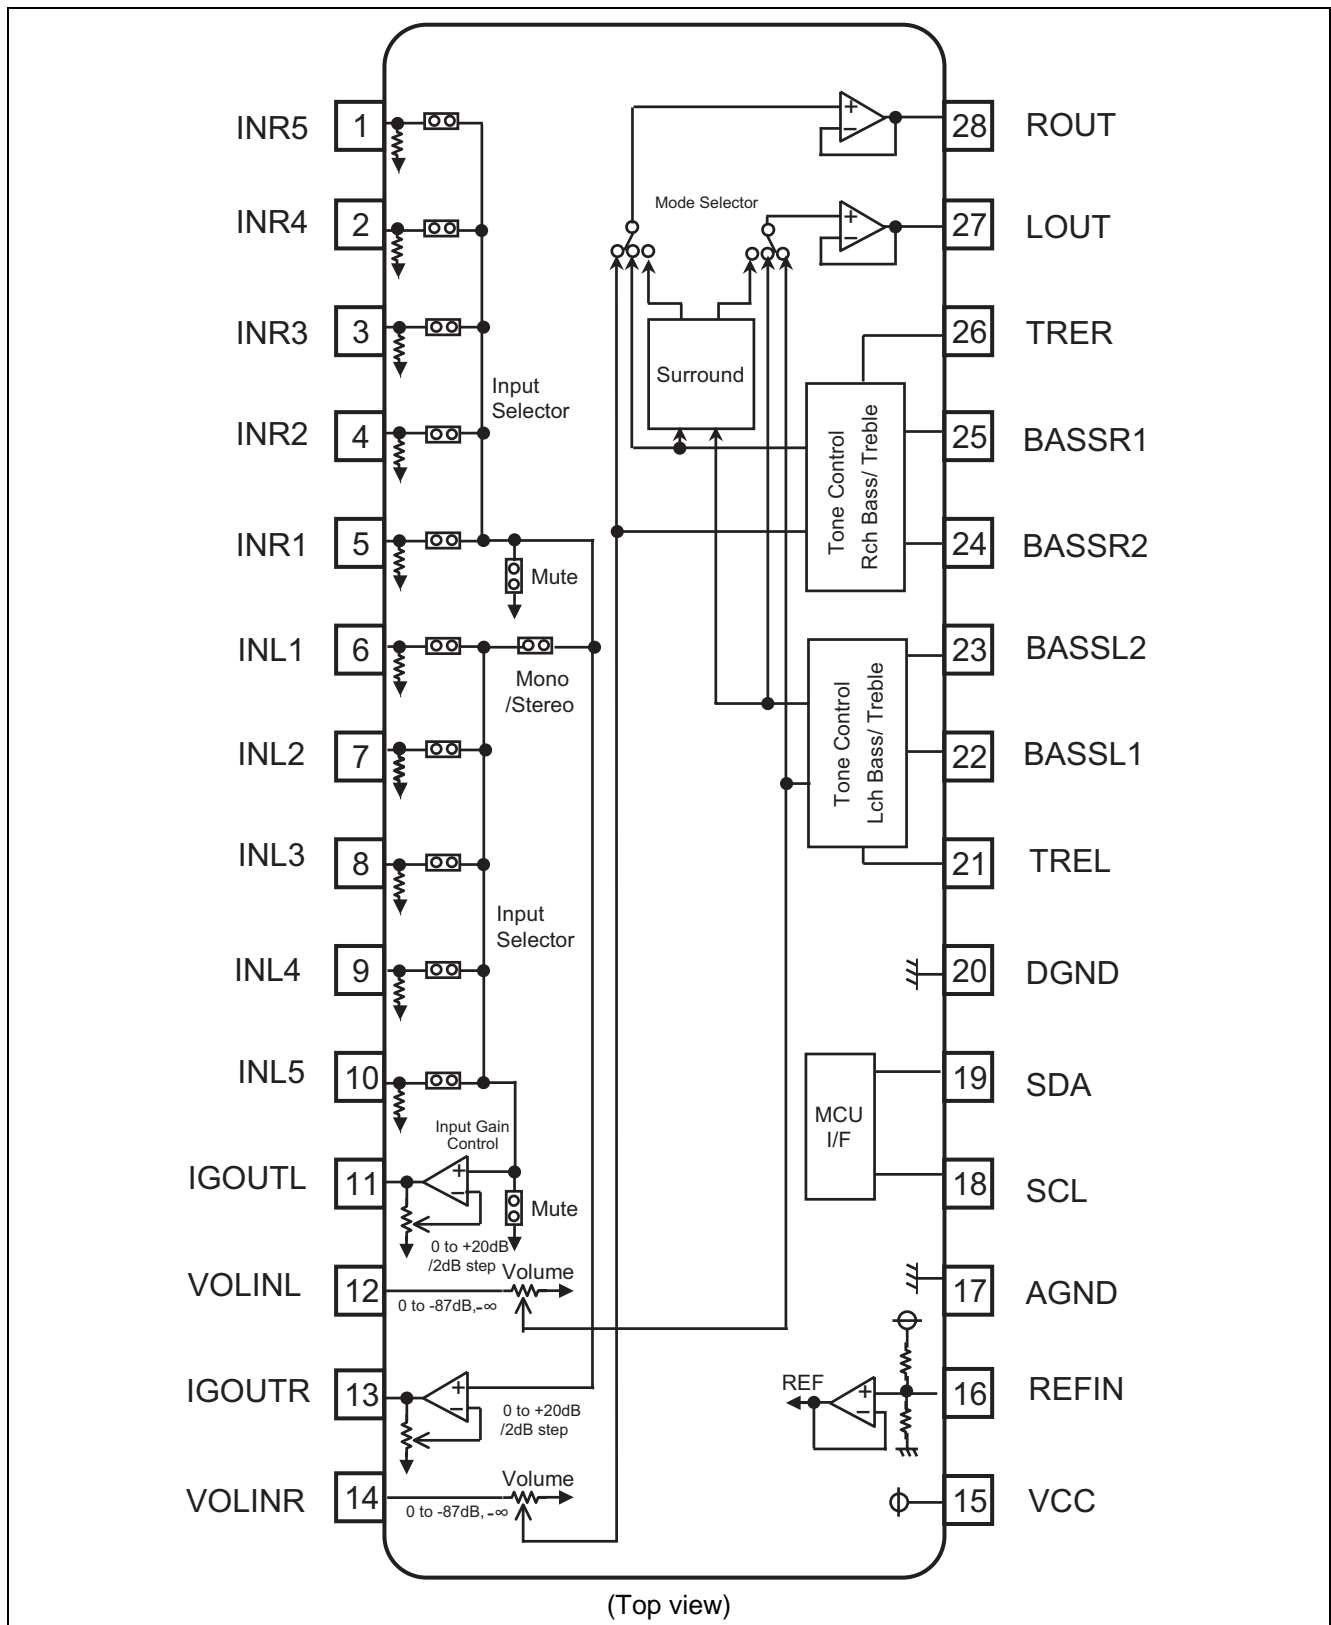 INR5 1
INR4 2
INR3 3
INR2 4
INR1 5
INL1 6
INL2 7
INL3 8
INL4 9
INL5 10
IGOUTL 11
VOLINL 12
IGOUTR 13
VOLINR 14
Input
Selector
Mute
Mono
/Stereo
Input
Selector
Input Gain
Control
+
−
Mute
0 to +20dB
/2dB step
Volume
0 to -87dB,-∞
+
−
0 to +20dB
/2dB step
Volume
0 to -87dB,-∞
+
−
Mode Selector
+
−
Surround
Tone Control
Rch Bass/ Treble
Tone Control
Lch Bass/ Treble
MCU
I/F
REF
+
−
28 ROUT
27 LOUT
26 TRER
25 BASSR1
24 BASSR2
23 BASSL2
22 BASSL1
21 TREL
20 DGND
19 SDA
18 SCL
17 AGND
16 REFIN
15 VCC
(Top view)